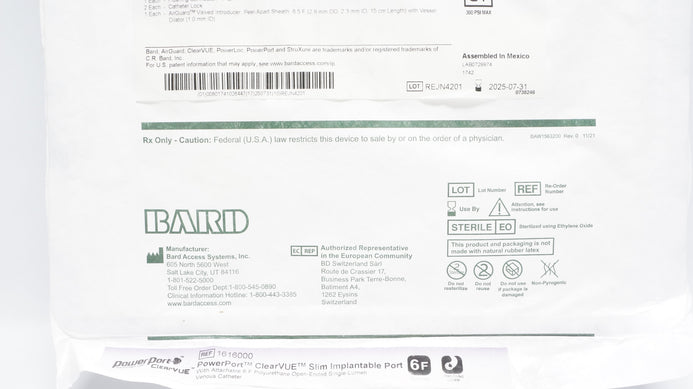 2 Each - Catheter Lock
1 Each - AirGuard™ Valved Introducer, Peel Apart Sheath, 8.5 F (2.8 mm OD, 2.3 mm ID, 15 cm Length) with Vessel
Dilator (1.0 mm ID)
300 PSI MAX
Bard, AirGuard, ClearVUE, PowerLoc, PowerPort and StruXure are trademarks and/or registered trademarks of
C.R. Bard, Inc.
For U.S. patent information that may apply, see www.bardaccess.com/ip.
Assembled In Mexico
1742
LOT REJN4201 2025-07-31
0738246
Rx Only - Caution: Federal (U.S.A.) law restricts this device to sale by or on the order of a physician.
BAW1563200 Rev. 0 11/21
LOT Lot Number REF Re-Order
Number
Use By Attention, see
instructions for use
STERILE EO Sterilized using Ethylene Oxide
This product and packaging is not
made with natural rubber latex
Do not
resterilize
Do not
reuse
Do not use
if package is
damaged
Non-Pyrogenic
BARD
Manufacturer:
Bard Access Systems, Inc.
605 North 5600 West
Salt Lake City, UT 84116
1-801-522-5000
Toll Free Order Dept:1-800-545-0890
Clinical Information Hotline: 1-800-443-3385
www.bardaccess.com
EC REP Authorized Representative
in the European Community
BD Switzerland Sàrl
Route de Crassier 17,
Business Park Terre-Bonne,
Batiment A4,
1262 Eysins
Switzerland
PowerPort
ClearVUE™
REF 1616000
PowerPort™ ClearVUE™ Slim Implantable Port
With Attachable 6 F Polyurethane Open-Ended Single Lumen
Venous Catheter
6F